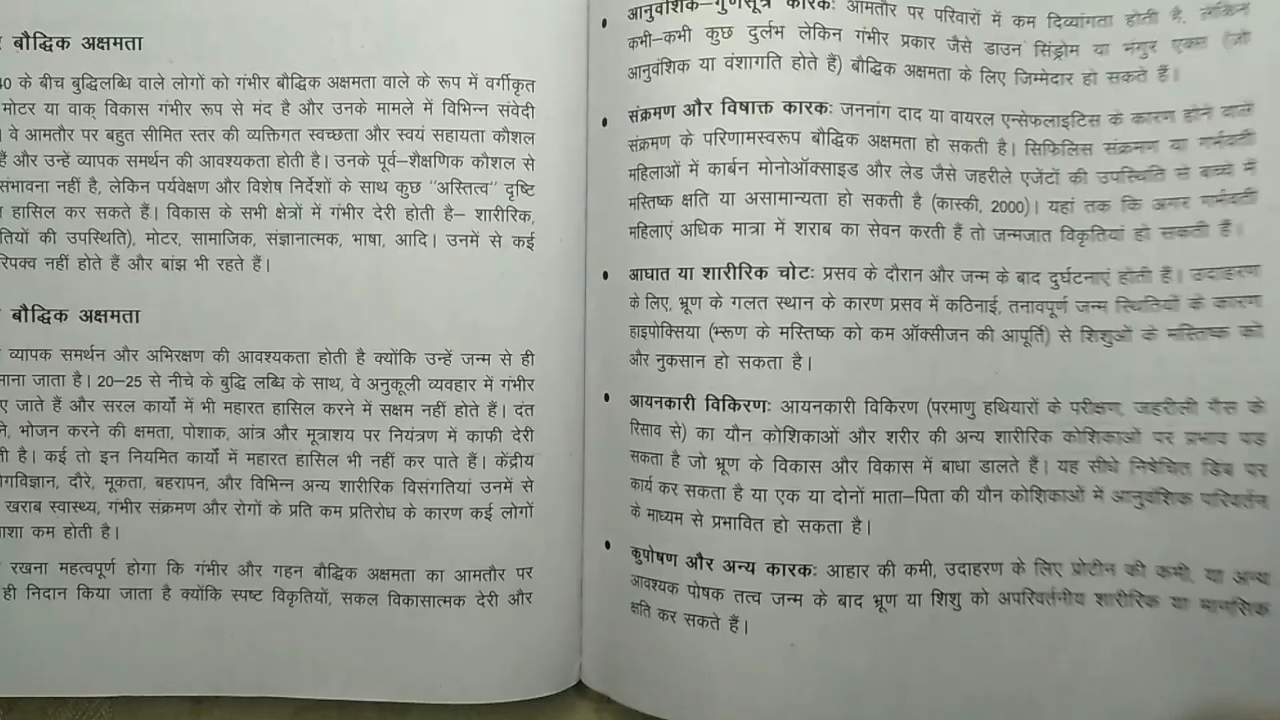 बौद्धिक अक्षमता
40 के बीच बुद्धिलब्धि वाले लोगों को गंभीर बौद्धिक अक्षमता वाले के रूप में वर्गीकृत
मोटर या वाक् विकास गंभीर रूप से मंद है और उनके मामले में विभिन्न संवेदी
। वे आमतौर पर बहुत सीमित स्तर की व्यक्तिगत स्वच्छता और स्वयं सहायता कौशल
हैं और उन्हें व्यापक समर्थन की आवश्यकता होती है। उनके पूर्व–शैक्षणिक कौशल से
संभावना नहीं है, लेकिन पर्यवेक्षण और विशेष निर्देशों के साथ कुछ "अस्तित्व" दृष्टि
हासिल कर सकते हैं। विकास के सभी क्षेत्रों में गंभीर देरी होती है– शारीरिक,
की उपस्थिति), मोटर, सामाजिक, संज्ञानात्मक, भाषा, आदि। उनमें से कई
नहीं होते हैं और बांझ भी रहते हैं।
बौद्धिक अक्षमता
व्यापक समर्थन और अभिरक्षण की आवश्यकता होती है क्योंकि उन्हें जन्म से ही
माना जाता है। 20–25 से नीचे के बुद्धि लब्धि के साथ, वे अनुकूली व्यवहार में गंभीर
जाते हैं और सरल कार्यों में भी महारत हासिल करने में सक्षम नहीं होते हैं। दंत
भोजन करने की क्षमता, पोशाक, आंत्र और मूत्राशय पर नियंत्रण में काफी देरी
है। कई तो इन नियमित कार्यों में महारत हासिल भी नहीं कर पाते हैं। केंद्रीय
दौरे, मूकता, बहरापन, और विभिन्न अन्य शारीरिक विसंगतियां उनमें से
खराब स्वास्थ्य, गंभीर संक्रमण और रोगों के प्रति कम प्रतिरोध के कारण कई लोगों
कम होती है।
रखना महत्वपूर्ण होगा कि गंभीर और गहन बौद्धिक अक्षमता का आमतौर पर
ही निदान किया जाता है क्योंकि स्पष्ट विकृतियों, सकल विकासात्मक देरी और
• आनुवंशिक–गुणसूत्र कारकः आमतौर पर परिवारों में कम दिव्यांगता होती है, लेकिन
कभी–कभी कुछ दुर्लभ लेकिन गंभीर प्रकार जैसे डाउन सिंड्रोम या भंगुर एक्स (जो
आनुवंशिक या वंशागति होते हैं) बौद्धिक अक्षमता के लिए जिम्मेदार हो सकते हैं।
• संक्रमण और विषाक्त कारकः जननांग दाद या वायरल एन्सेफलाइटिस के कारण होने वाले
संक्रमण के परिणामस्वरूप बौद्धिक अक्षमता हो सकती है। सिफिलिस संक्रमण या गर्भवती
महिलाओं में कार्बन मोनोऑक्साइड और लेड जैसे जहरीले एजेंटों की उपस्थिति से बच्चे में
मस्तिष्क क्षति या असामान्यता हो सकती है (कास्की, 2000)। यहां तक कि अगर गर्भवती
महिलाएं अधिक मात्रा में शराब का सेवन करती हैं तो जन्मजात विकृतियां हो सकती हैं।
• आघात या शारीरिक चोटः प्रसव के दौरान और जन्म के बाद दुर्घटनाएं होती हैं। उदाहरण
के लिए, भ्रूण के गलत स्थान के कारण प्रसव में कठिनाई, तनावपूर्ण जन्म स्थितियों के कारण
हाइपोक्सिया (भ्रूण के मस्तिष्क को कम ऑक्सीजन की आपूर्ति) से शिशुओं के मस्तिष्क को
और नुकसान हो सकता है।
• आयनकारी विकिरणः आयनकारी विकिरण (परमाणु हथियारों के परीक्षण, जहरीली गैस के
रिसाव से) का यौन कोशिकाओं और शरीर की अन्य शारीरिक कोशिकाओं पर प्रभाव पड़
सकता है जो भ्रूण के विकास और विकास में बाधा डालते हैं। यह सीधे निषेचित डिंब पर
कार्य कर सकता है या एक या दोनों माता–पिता की यौन कोशिकाओं में आनुवंशिक परिवर्तन
के माध्यम से प्रभावित हो सकता है।
• कुपोषण और अन्य कारकः आहार की कमी, उदाहरण के लिए प्रोटीन की कमी, या अन्य
आवश्यक पोषक तत्व जन्म के बाद भ्रूण या शिशु को अपरिवर्तनीय शारीरिक या मानसिक
क्षति कर सकते हैं।